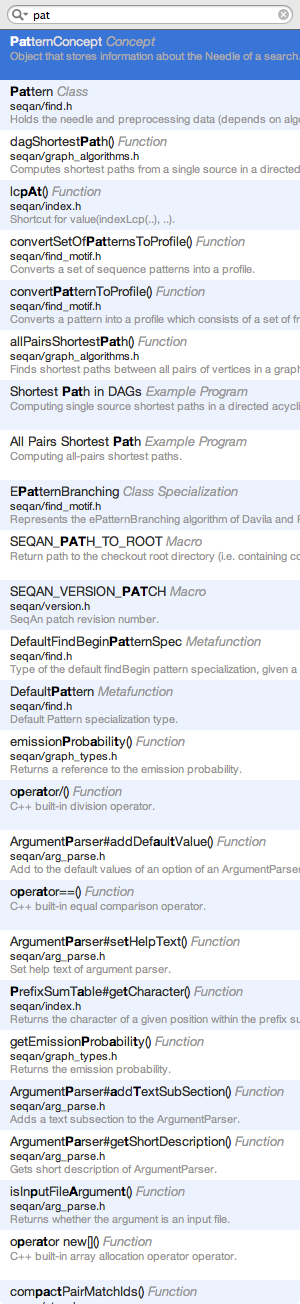 pat
PatternConcept Concept
Object that stores information about the Needle of a search.
Pattern Class
seqan/find.h
Holds the needle and preprocessing data (depends on algo
dagShortestPath() Function
seqan/graph_algorithms.h
Computes shortest paths from a single source in a directed
lcpAt() Function
seqan/index.h
Shortcut for value(indexLcp(..), ..).
convertSetOfPatternsToProfile() Function
seqan/find_motif.h
Converts a set of sequence patterns into a profile.
convertPatternToProfile() Function
seqan/find_motif.h
Converts a pattern into a profile which consists of a set of fr
allPairsShortestPath() Function
seqan/graph_algorithms.h
Finds shortest paths between all pairs of vertices in a graph
Shortest Path in DAGs Example Program
Computing single source shortest paths in a directed acycli
All Pairs Shortest Path Example Program
Computing all-pairs shortest paths.
EPatternBranching Class Specialization
seqan/find_motif.h
Represents the ePatternBranching algorithm of Davila and R
SEQAN_PATH_TO_ROOT Macro
Return path to the checkout root directory (i.e. containing co
SEQAN_VERSION_PATCH Macro
seqan/version.h
SeqAn patch revision number.
DefaultFindBeginPatternSpec Metafunction
seqan/find.h
Type of the default findBegin pattern specialization, given a
DefaultPattern Metafunction
seqan/find.h
Default Pattern specialization type.
emissionProbability() Function
seqan/graph_types.h
Returns a reference to the emission probability.
operator/() Function
C++ built-in division operator.
ArgumentParser#addDefaultValue() Function
seqan/arg_parse.h
Add to the default values of an option of an ArgumentParser
operator==() Function
C++ built-in equal comparison operator.
ArgumentParser#setHelpText() Function
seqan/arg_parse.h
Set help text of argument parser.
PrefixSumTable#getCharacter() Function
seqan/index.h
Returns the character of a given position within the prefix su
getEmissionProbability() Function
seqan/graph_types.h
Returns the emission probability.
ArgumentParser#addTextSubSection() Function
seqan/arg_parse.h
Adds a text subsection to the ArgumentParser.
ArgumentParser#getShortDescription() Function
seqan/arg_parse.h
Gets short description of ArgumentParser.
isInputFileArgument() Function
seqan/arg_parse.h
Returns whether the argument is an input file.
operator new[]() Function
C++ built-in array allocation operator operator.
compactPairMatchIds() Function